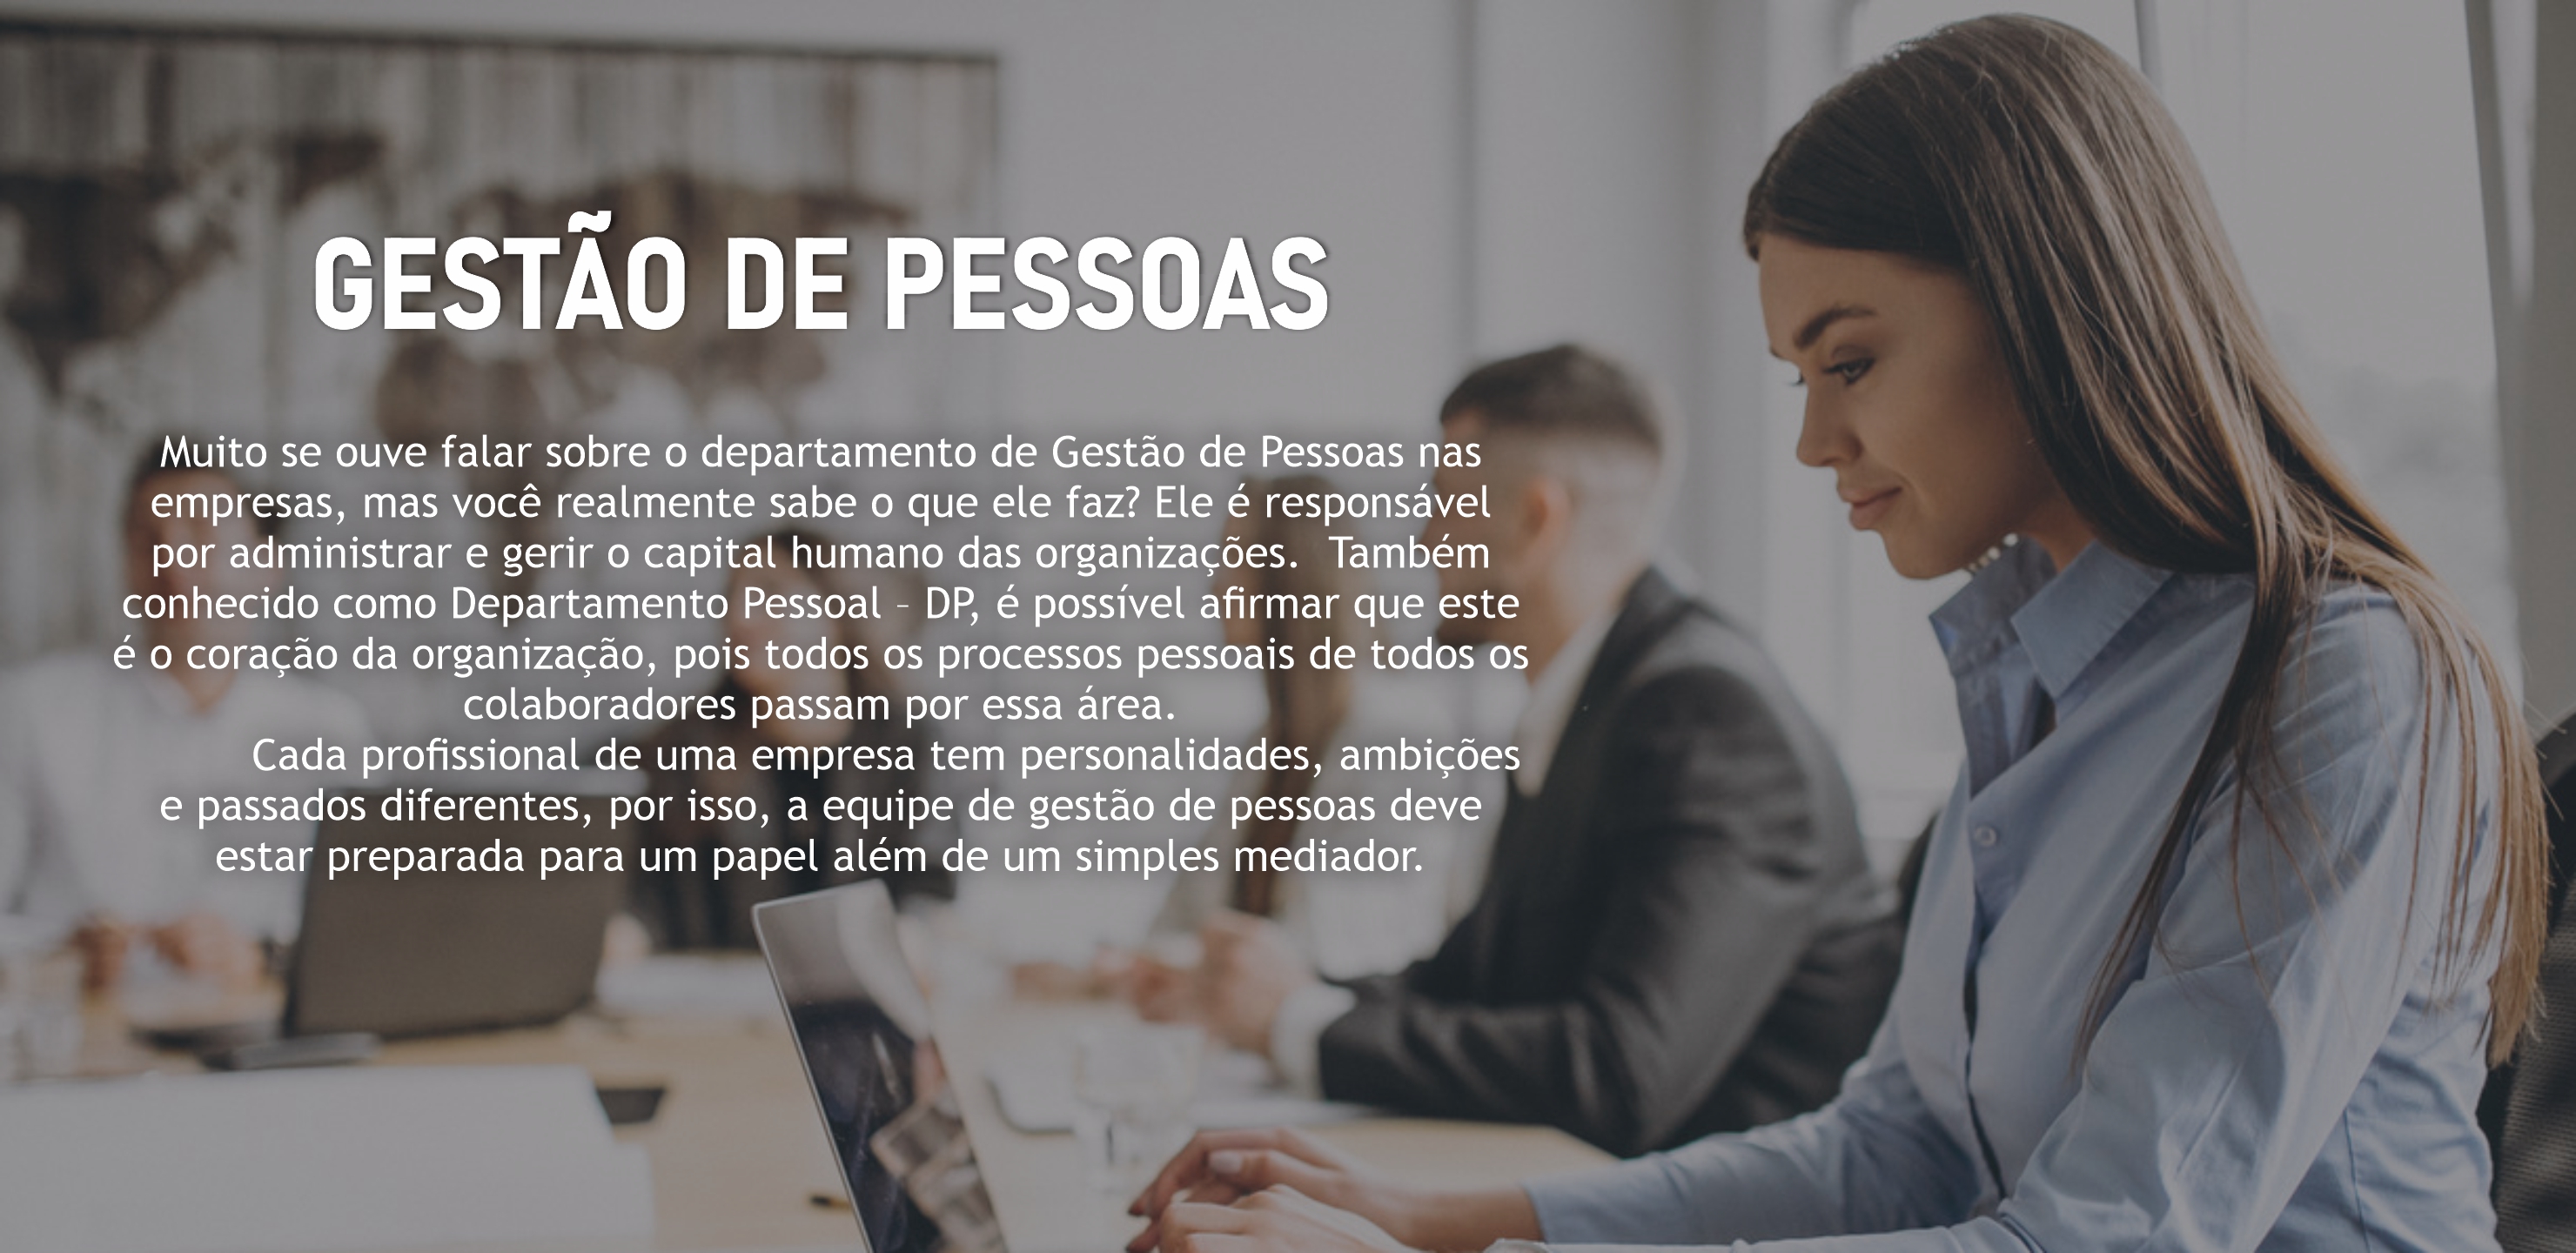 GESTÃO DE PESSOAS
Muito se ouve falar sobre o departamento de Gestão de Pessoas nas
empresas, mas você realmente sabe o que ele faz? Ele é responsável
por administrar e gerir o capital humano das organizações.  Também
conhecido como Departamento Pessoal – DP, é possível afirmar que este
é o coração da organização, pois todos os processos pessoais de todos os
colaboradores passam por essa área.
Cada profissional de uma empresa tem personalidades, ambições
e passados diferentes, por isso, a equipe de gestão de pessoas deve
estar preparada para um papel além de um simples mediador.